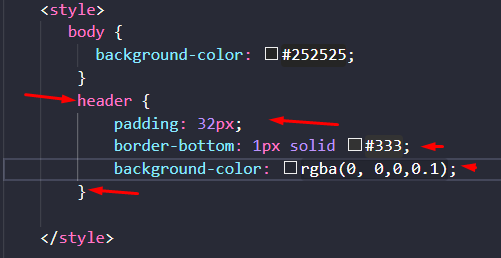 <style>
body {
background-color: #252525;
}
header {
padding: 32px;
border-bottom: 1px solid #333;
background-color: rgba(0, 0,0,0.1);
}
</style>